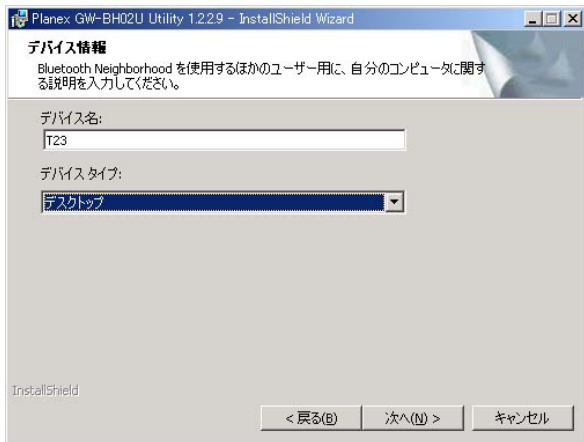 Planex GW-BH02U Utility 1.2.2.9 - InstallShield Wizard
デバイス情報
Bluetooth Neighborhood を使用するほかのユーザー用に、自分のコンピュータに関す
る説明を入力してください。
デバイス名:
T23
デバイス タイプ:
デスクトップ
InstallShield
< 戻る(B)
次へ(N) >
キャンセル